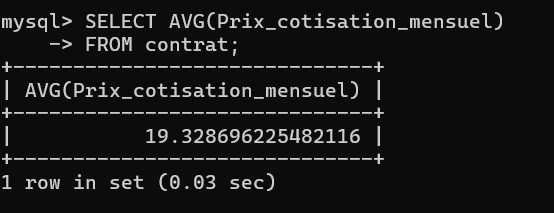 mysql> SELECT AVG(Prix_cotisation_mensuel)
    -> FROM contrat;
+------------------------------+
| AVG(Prix_cotisation_mensuel) |
+------------------------------+
|           19.328696225482116 |
+------------------------------+
1 row in set (0.03 sec)